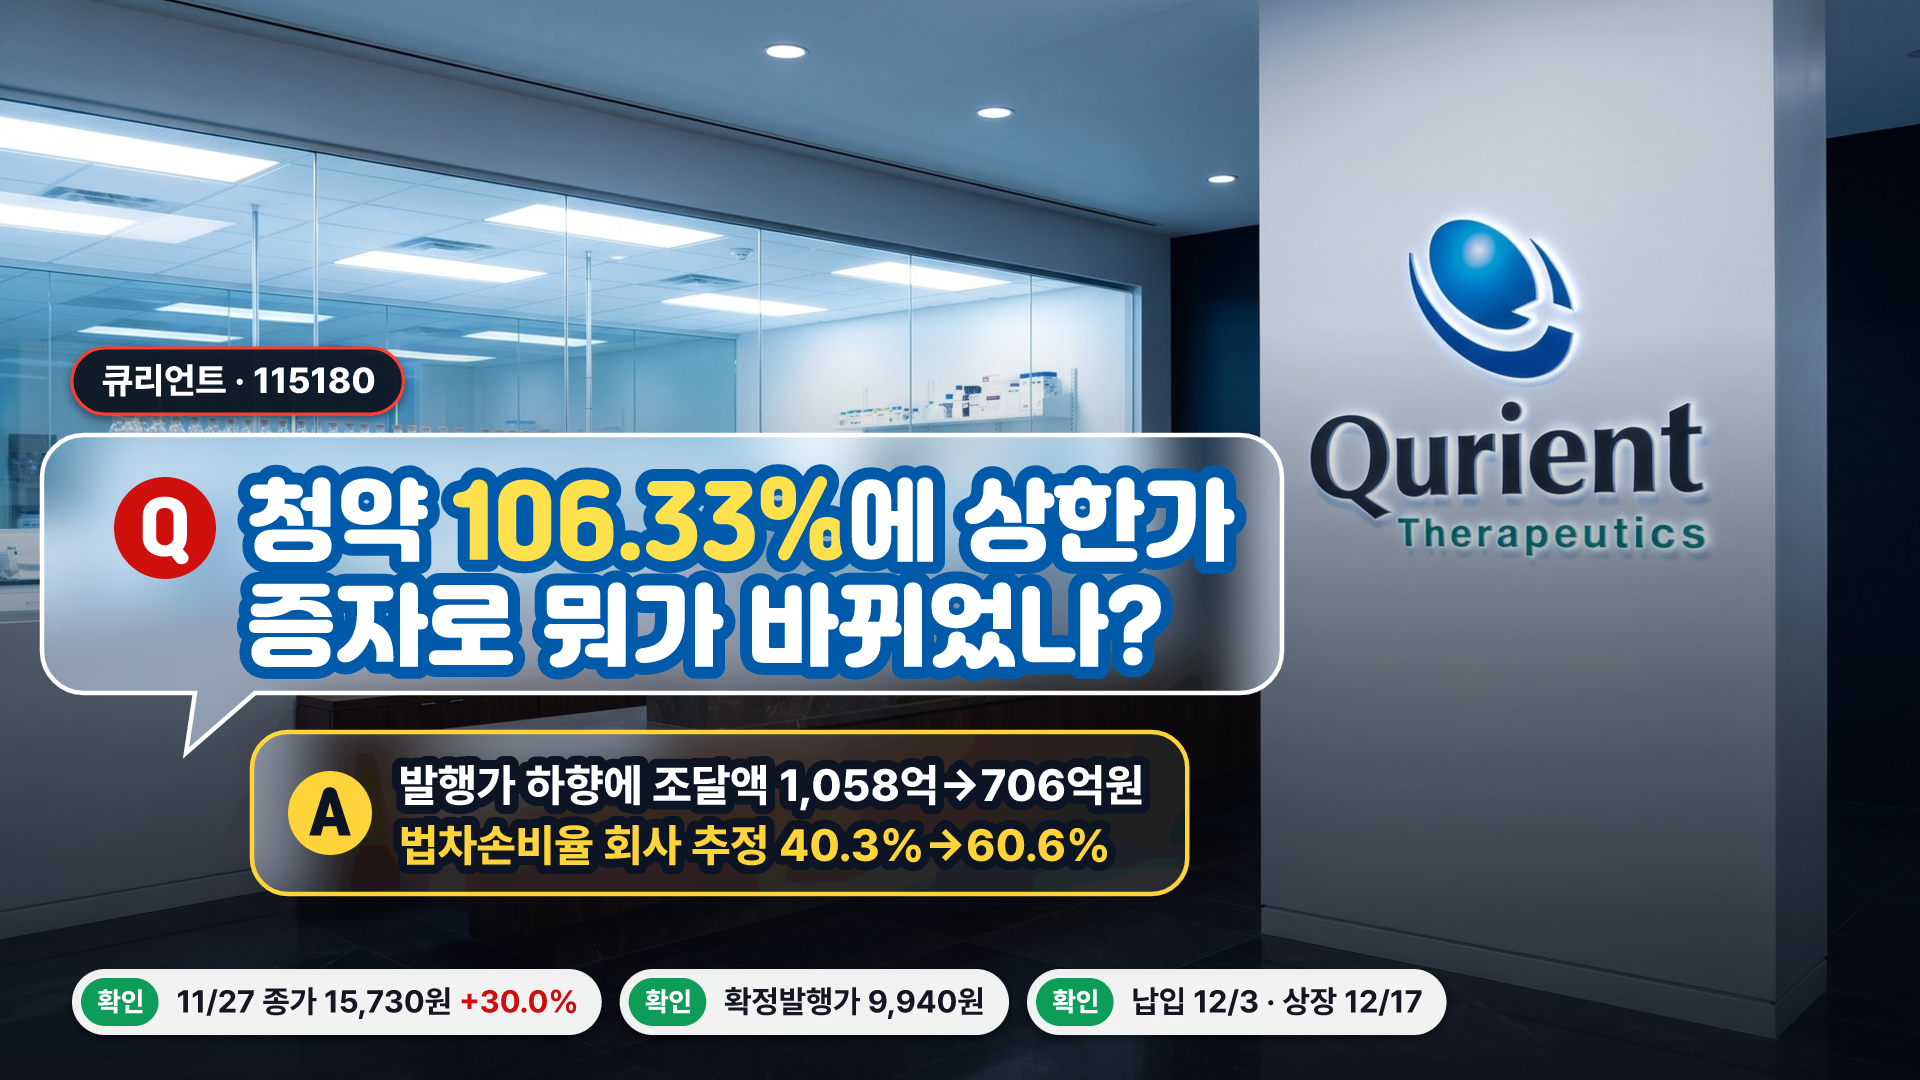 큐리언트 · 115180
Q 청약 106.33%에 상한가
증자로 뭐가 바뀌었나?
A 발행가 하향에 조달액 1,058억→706억원
법차손비율 회사 추정 40.3%→60.6%
확인 11/27 종가 15,730원 +30.0%
확인 확정발행가 9,940원
확인 납입 12/3 · 상장 12/17
Qurient
Therapeutics